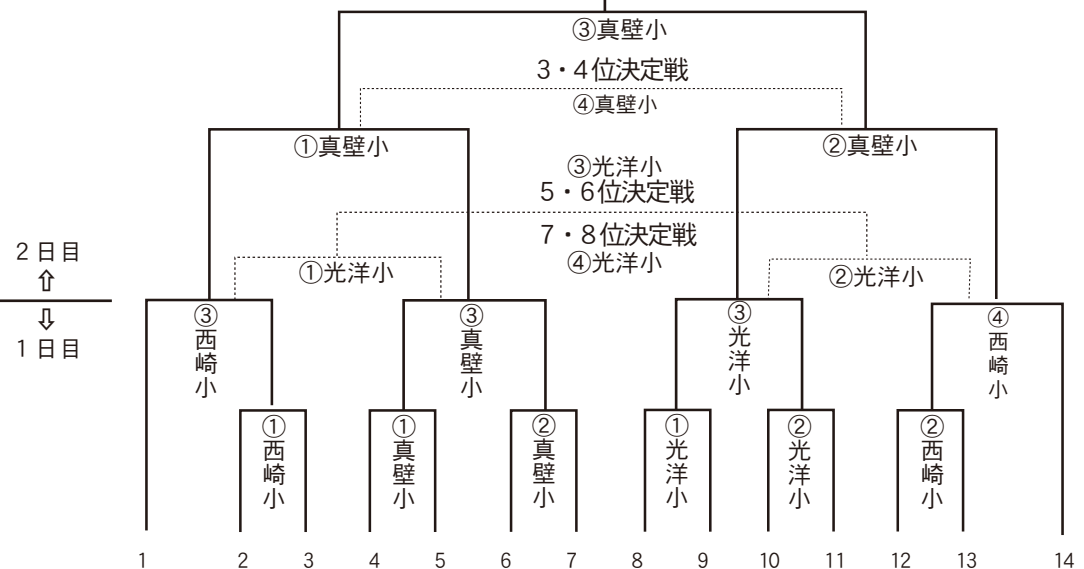 ③真壁小
3・4位決定戦
④真壁小
①真壁小
②真壁小
③光洋小
5・6位決定戦
7・8位決定戦
④光洋小
①光洋小
②光洋小
2日目
⇧
⇩
1日目
③西崎小
③真壁小
③光洋小
④西崎小
①西崎小
①真壁小
②真壁小
①光洋小
②光洋小
②西崎小
1 2 3 4 5 6 7 8 9 10 11 12 13 14